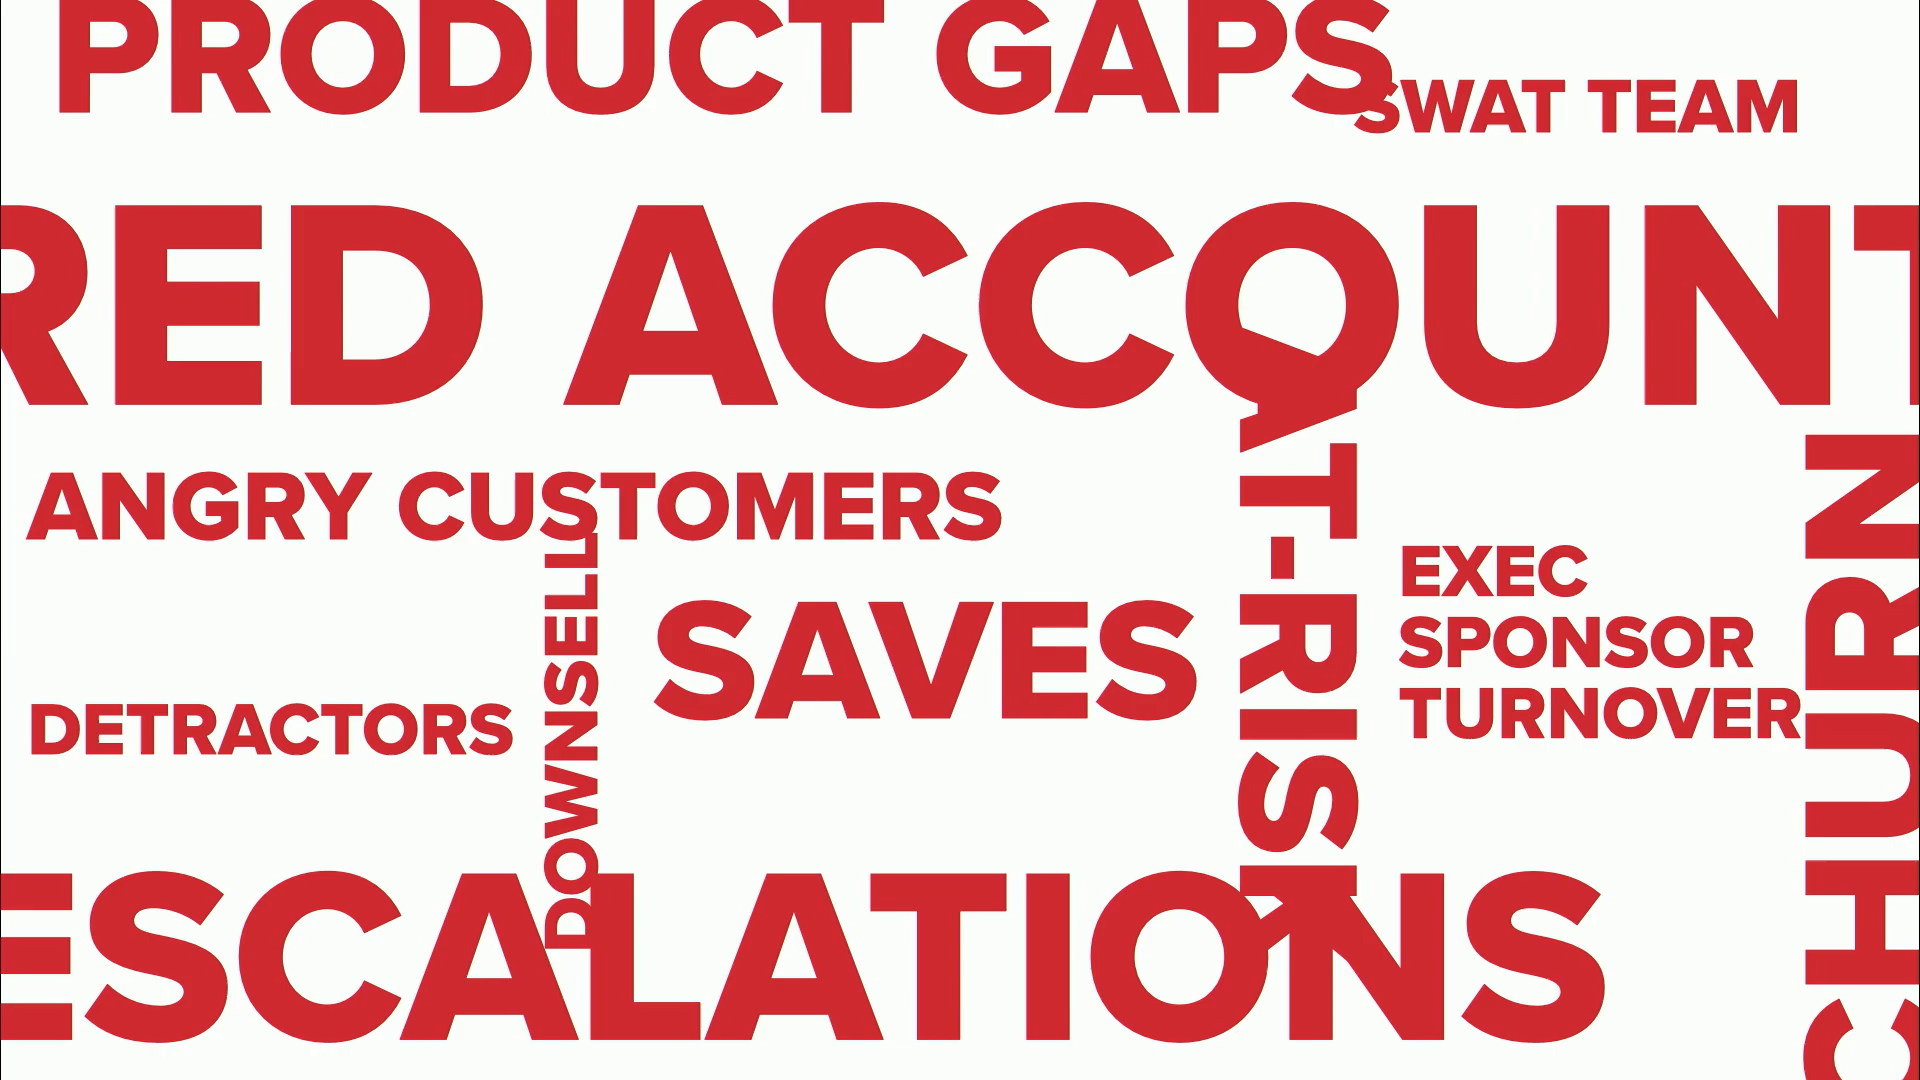 PRODUCT GAPS
SWAT TEAM
RED ACCOUNT
ANGRY CUSTOMERS
AT-RISK
CHURN
EXEC
SPONSOR
TURNOVER
DOWNSELL
SAVES
DETRACTORS
ESCALATIONS